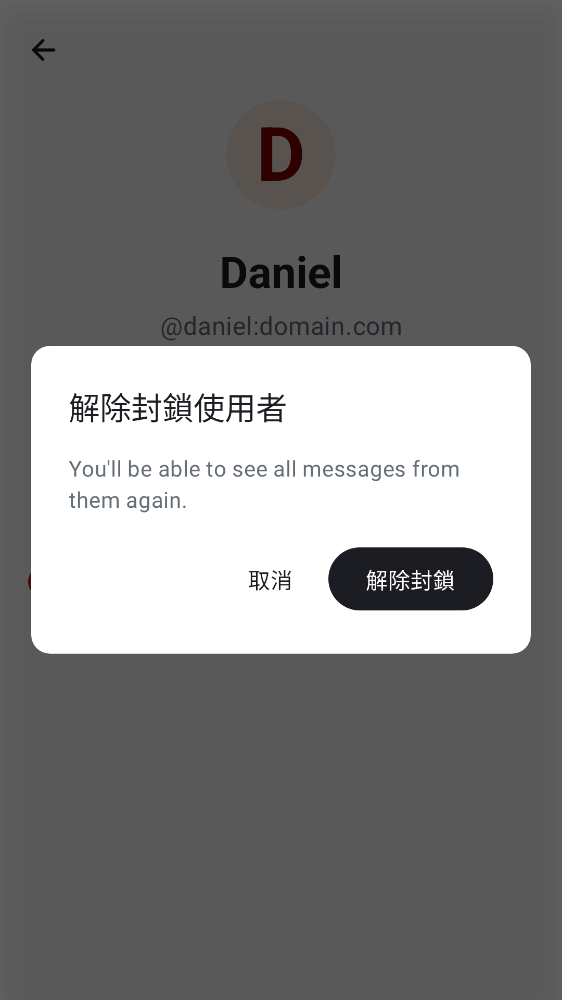 D
Daniel
@daniel:domain.com
解除封鎖使用者
You'll be able to see all messages from
them again.
取消
解除封鎖